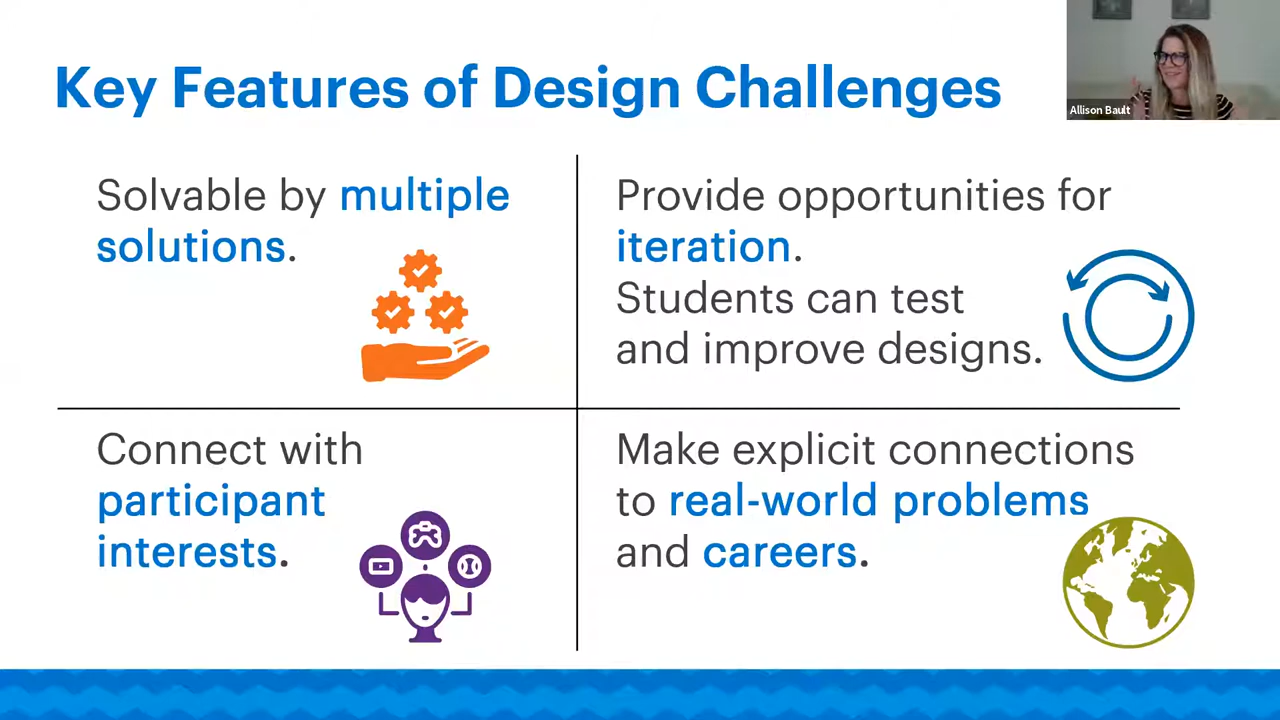 Key Features of Design Challenges
Allison Bault
Solvable by multiple
solutions.
Provide opportunities for
iteration.
Students can test
and improve designs.
Connect with
participant
interests.
Make explicit connections
to real-world problems
and careers.